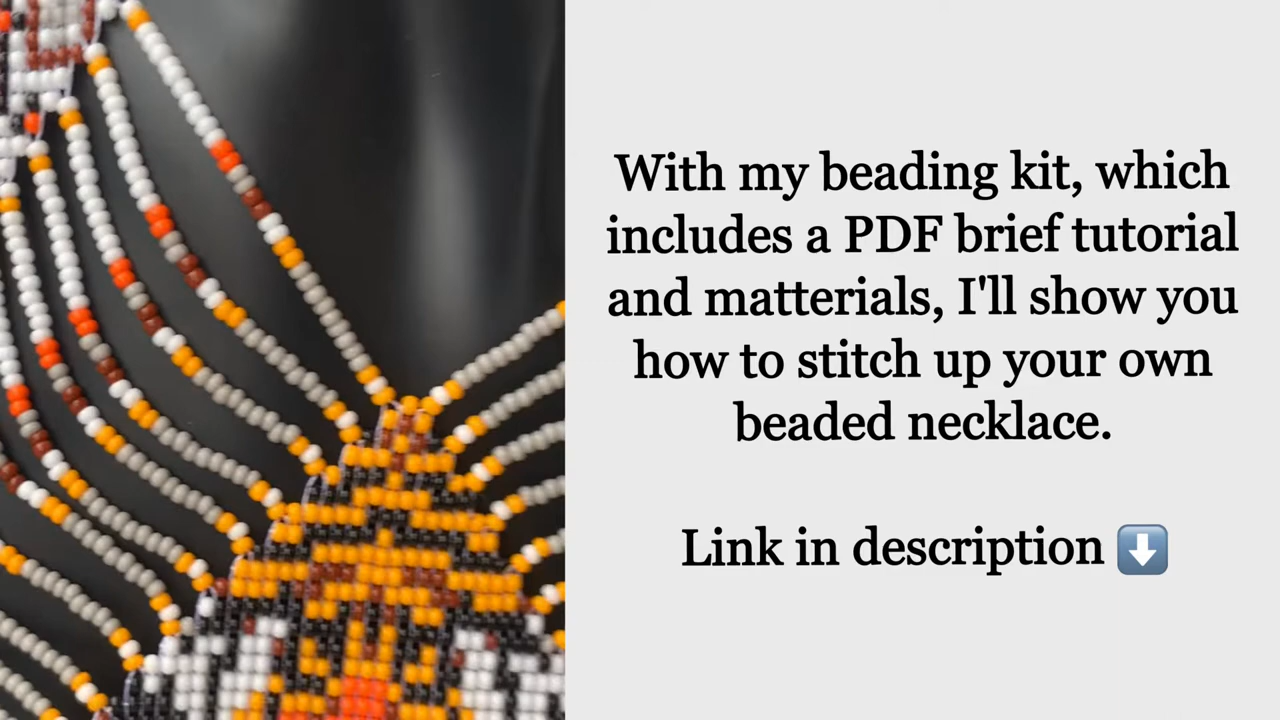 With my beading kit, which
includes a PDF brief tutorial
and matterials, I'll show you
how to stitch up your own
beaded necklace.
Link in description ⬇️